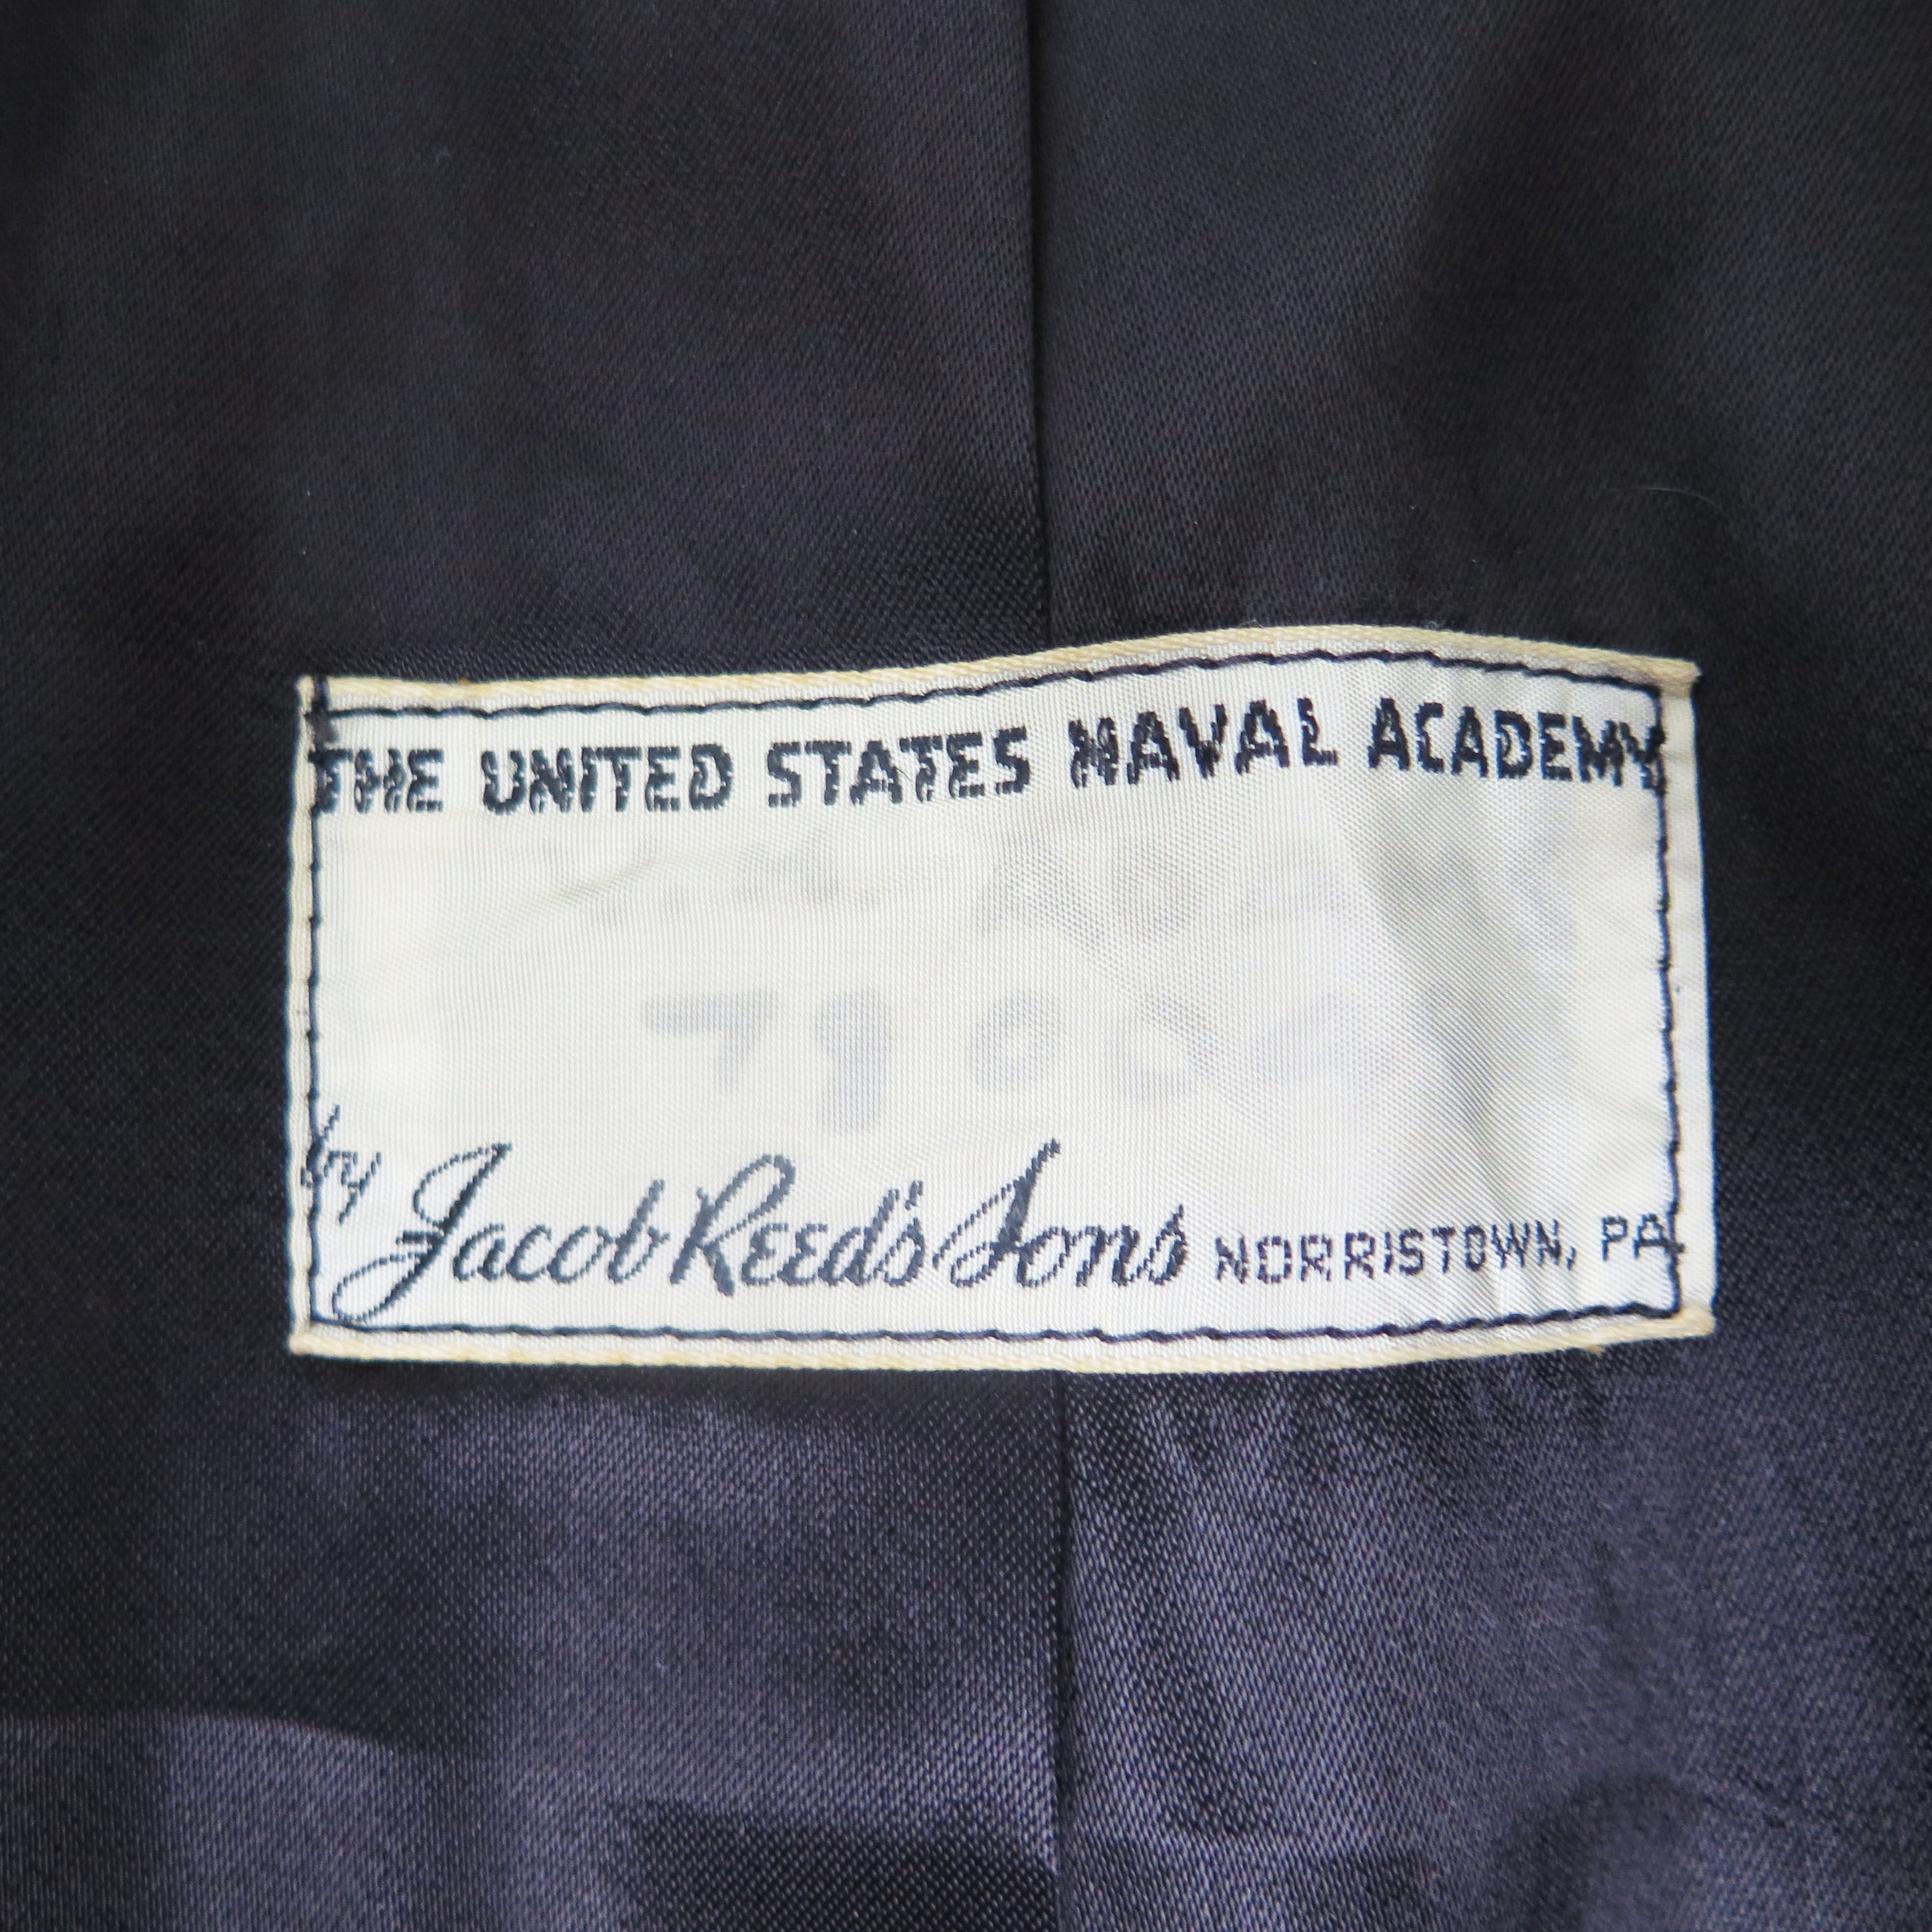 THE UNITED STATES NAVAL ACADEMY
by Jacob Reed's Sons NORRISTOWN, PA.